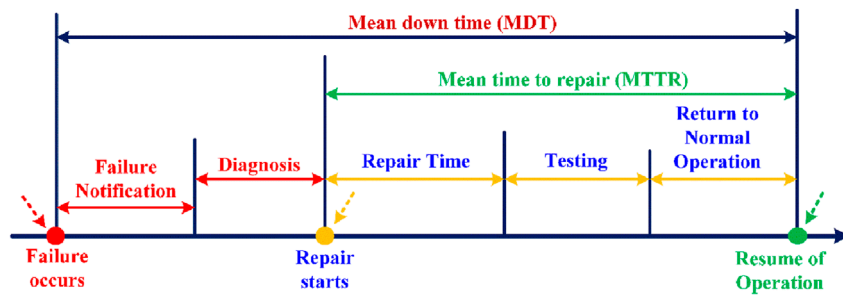 Mean down time (MDT)
Mean time to repair (MTTR)
Return to
Normal
Operation
Failure
Notification
Diagnosis
Repair Time
Testing
Failure
occurs
Repair
starts
Resume of
Operation